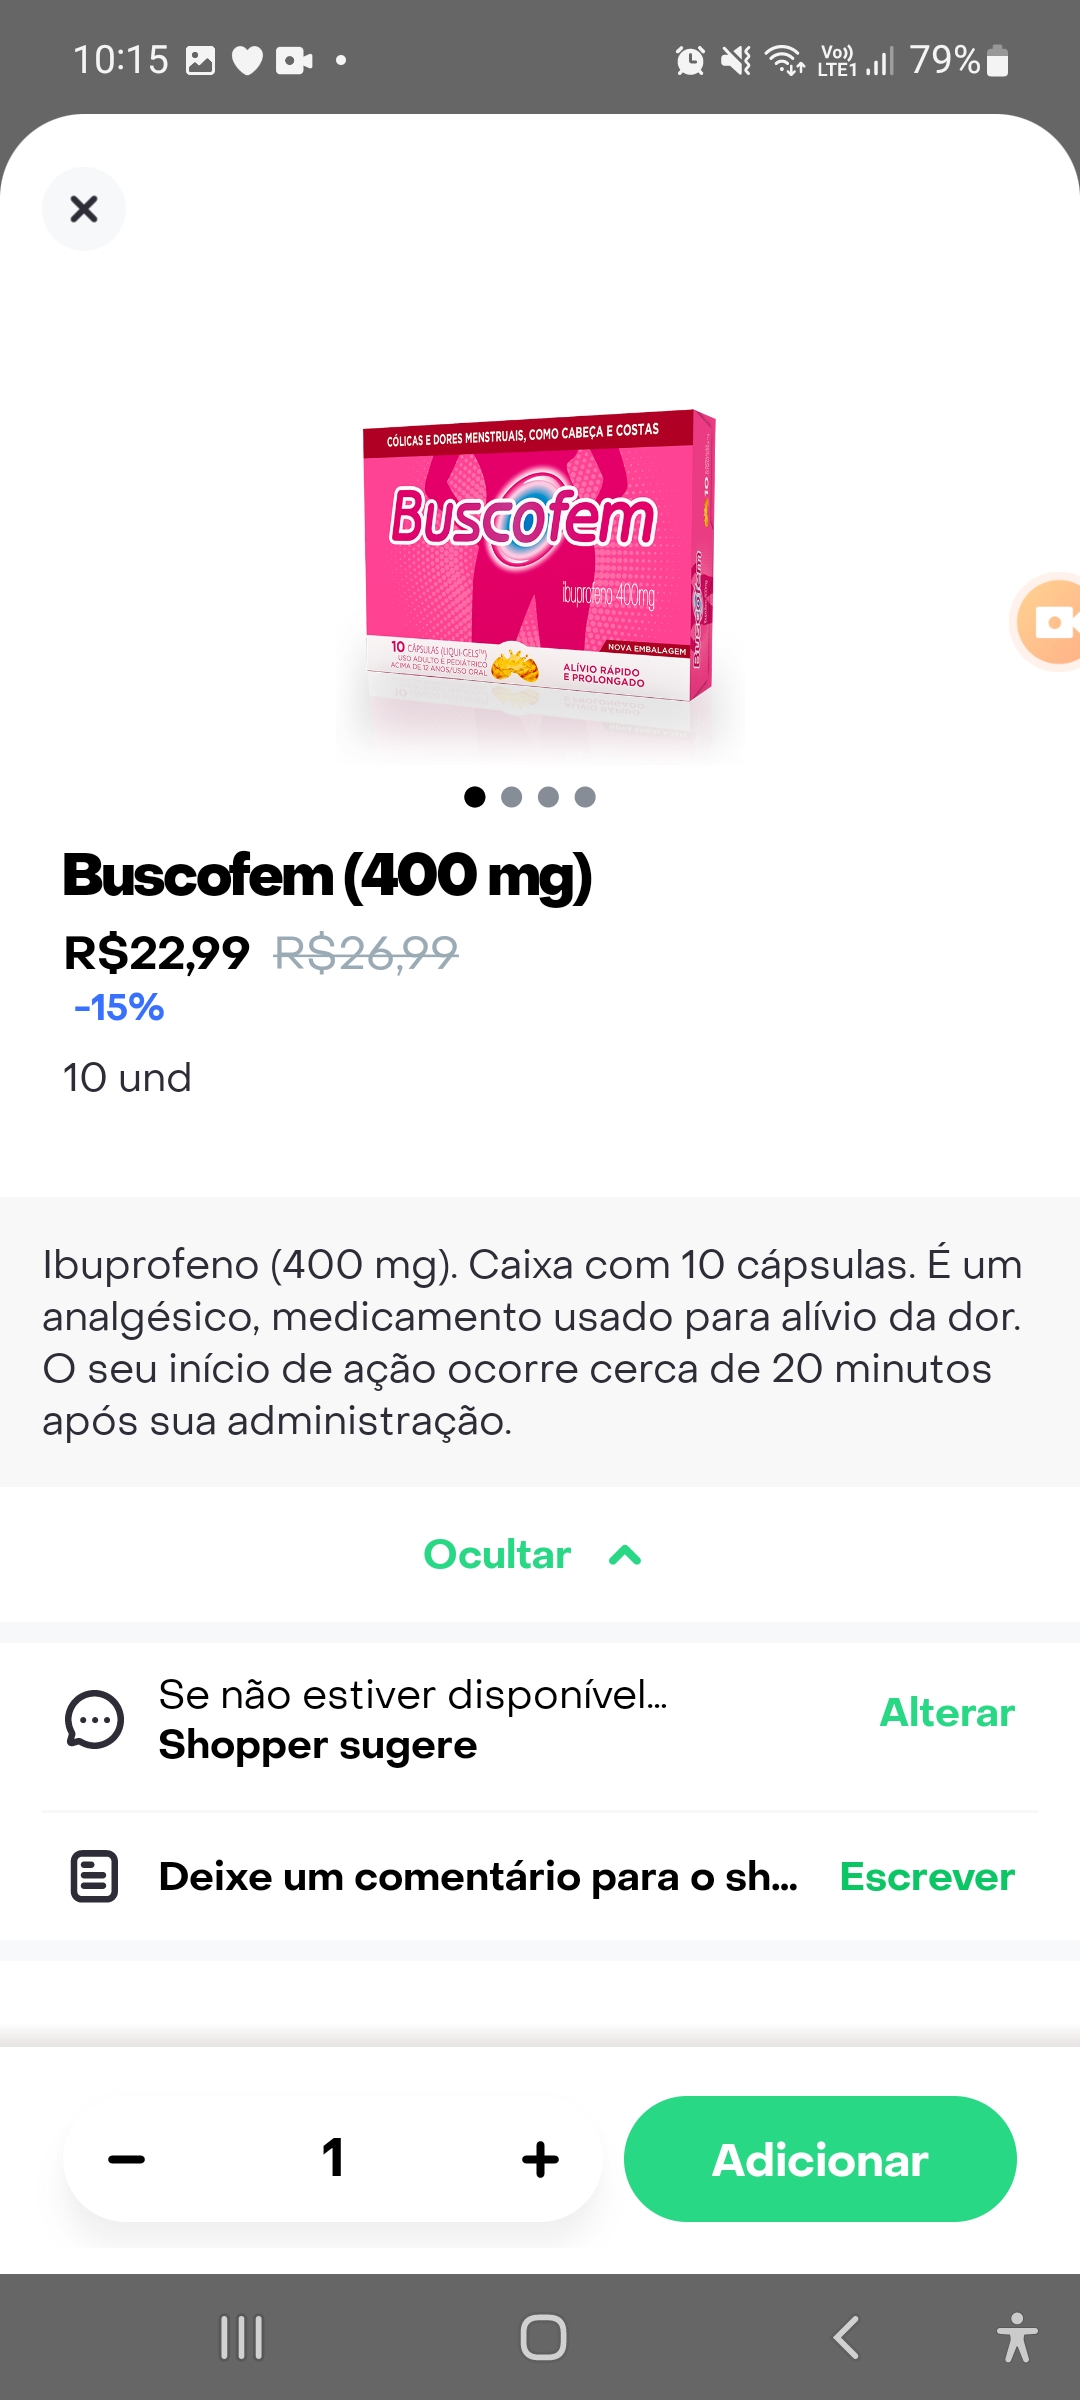 10:15
Vo)) LTE1 79%
CÓLICAS E DORES MENSTRUAIS, COMO CABEÇA E COSTAS
Buscofem
ibuprofeno 400mg
NOVA EMBALAGEM
10 CÁPSULAS (LIQUI-GELS™)
USO ADULTO E PEDIÁTRICO
ACIMA DE 12 ANOS/USO ORAL
ALÍVIO RÁPIDO
E PROLONGADO
Buscofem (400 mg)
R$22,99 R$26,99
-15%
10 und
Ibuprofeno (400 mg). Caixa com 10 cápsulas. É um
analgésico, medicamento usado para alívio da dor.
O seu início de ação ocorre cerca de 20 minutos
após sua administração.
Ocultar
Se não estiver disponível...
Shopper sugere
Alterar
Deixe um comentário para o sh... Escrever
1
Adicionar